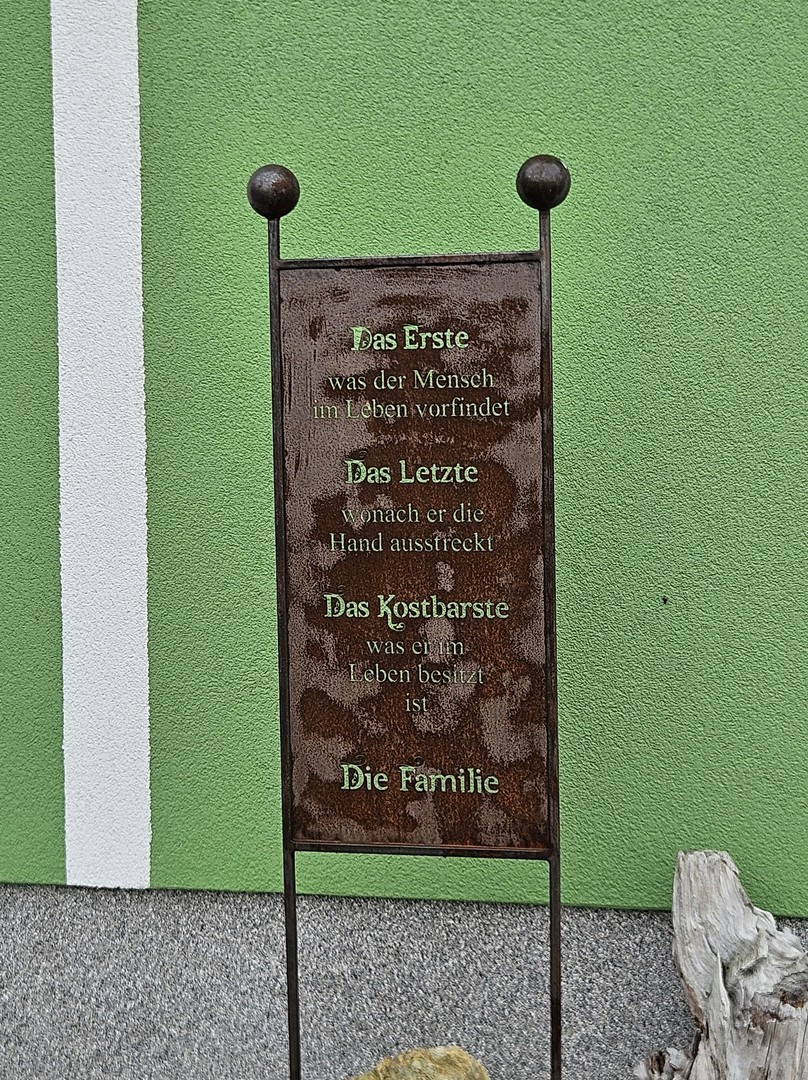 Das Erste
was der Mensch
im Leben vorfindet
Das Letzte
wonach er die
Hand ausstreckt
Das Kostbarste
was er im
Leben besitzt
ist
Die Familie